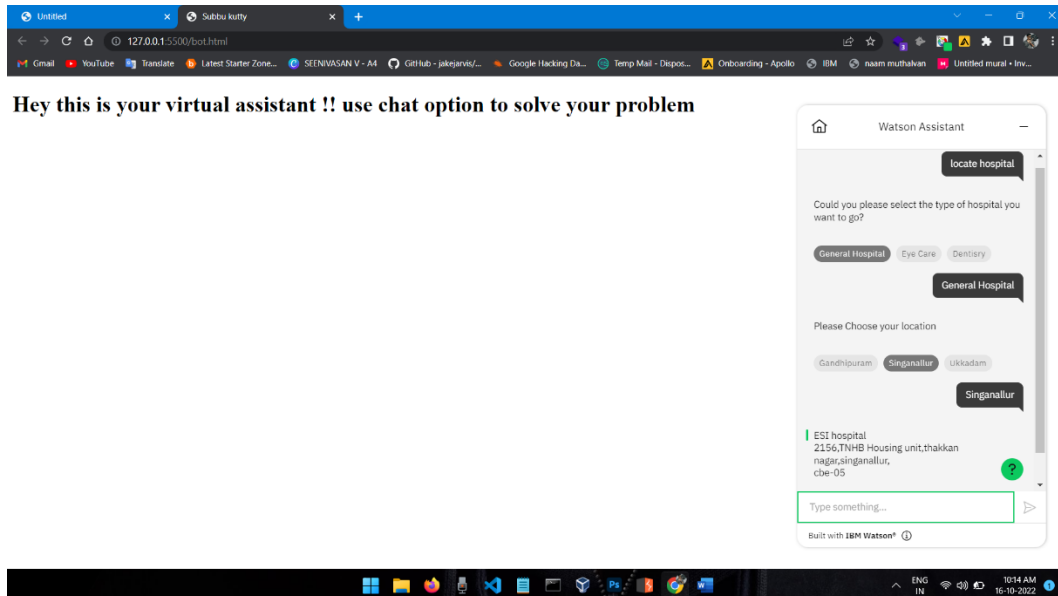 Untitled
Subbu kutty
127.0.0.1:5500/bot.html
Gmail
YouTube
Translate
Latest Starter Zone...
SEENIVASAN V - A4
GitHub - jakejarvis/...
Google Hacking Da...
Temp Mail - Dispos...
Onboarding - Apollo
IBM
naam muthalvan
Untitled mural • Inv...
Hey this is your virtual assistant !! use chat option to solve your problem
Watson Assistant
locate hospital
Could you please select the type of hospital you
want to go?
General Hospital
Eye Care
Dentisry
General Hospital
Please Choose your location
Gandhipuram
Singanallur
Ukkadam
Singanallur
ESI hospital
2156,TNHB Housing unit,thakkan
nagar,singanallur,
cbe-05
?
Type something...
Built with IBM Watson®
ENG
IN
10:14 AM
16-10-2022